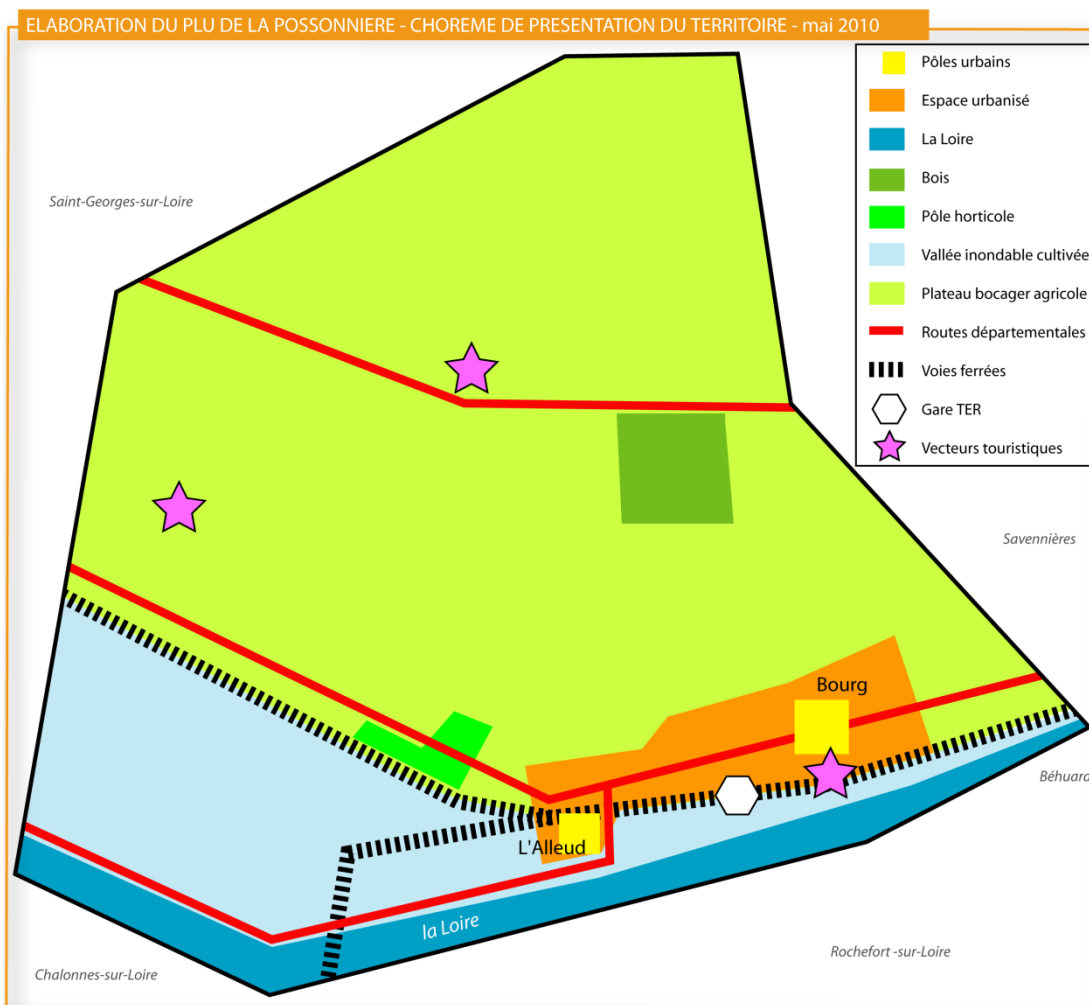 ELABORATION DU PLU DE LA POSSONNIERE - CHOREME DE PRESENTATION DU TERRITOIRE - mai 2010
Pôles urbains
Espace urbanisé
La Loire
Bois
Pôle horticole
Vallée inondable cultivée
Plateau bocager agricole
Routes départementales
Voies ferrées
Gare TER
Vecteurs touristiques
Saint-Georges-sur-Loire
Savennières
Bourg
Béhuard
L'Alleud
la Loire
Rochefort -sur-Loire
Chalonnes-sur-Loire